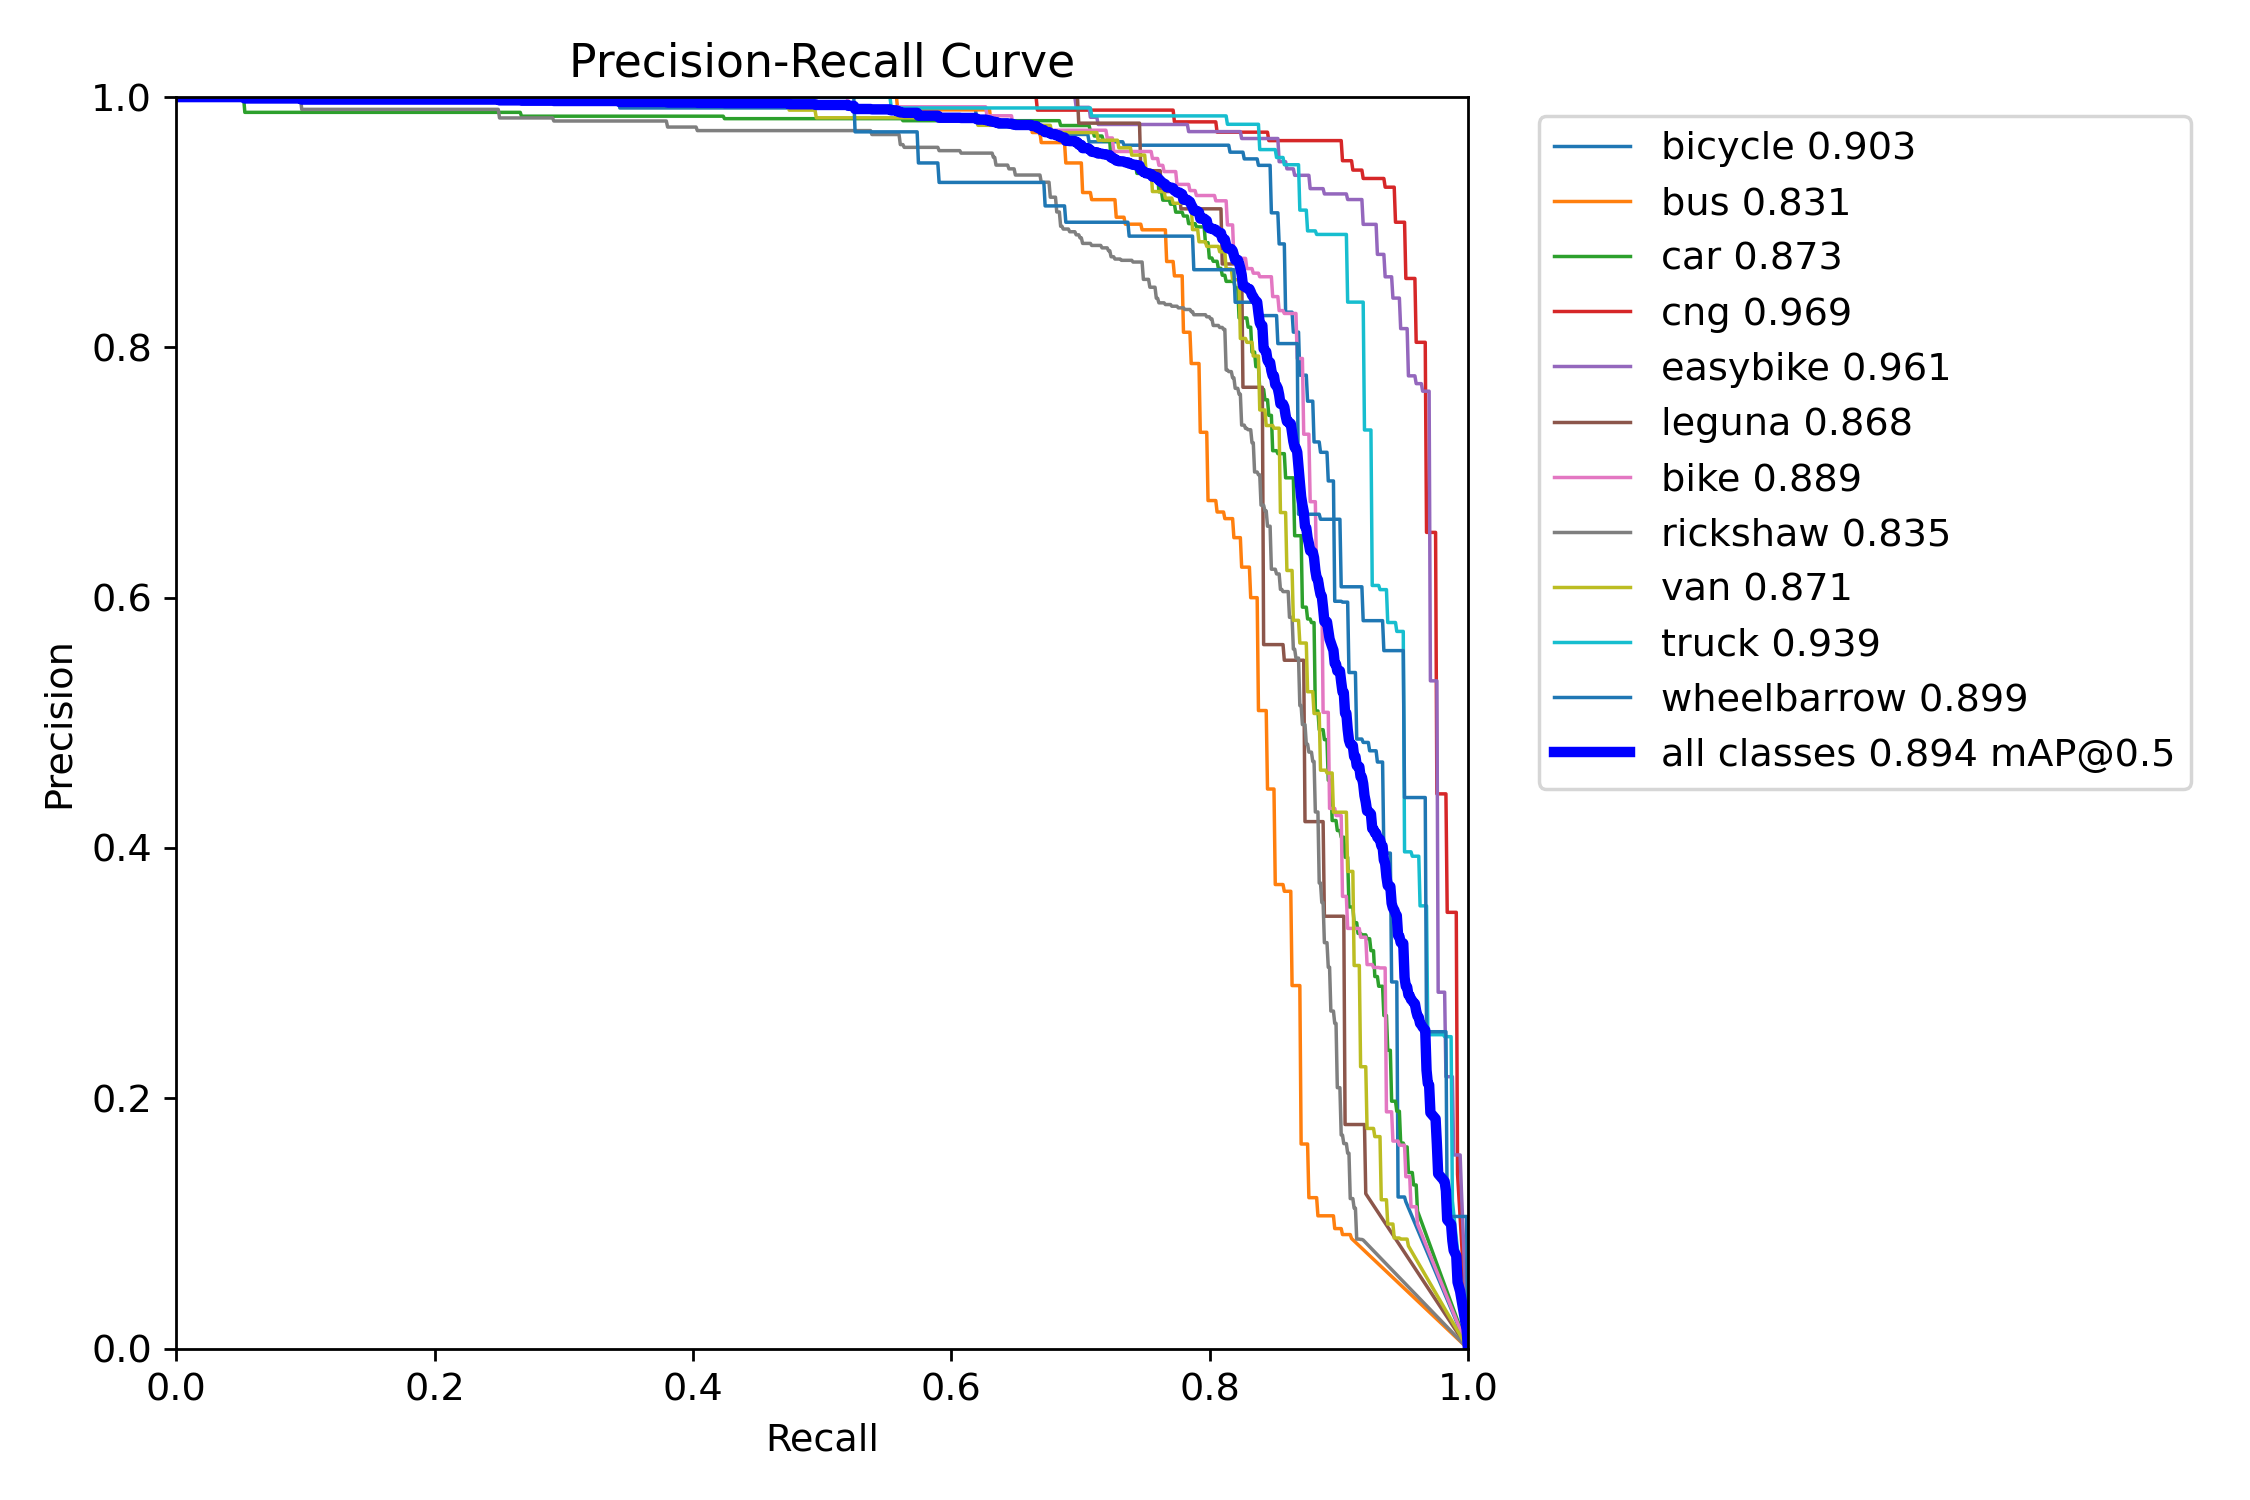 Precision-Recall Curve
1.0
0.8
0.6
0.4
0.2
0.0
Precision
0.0 0.2 0.4 0.6 0.8 1.0
Recall
bicycle 0.903
bus 0.831
car 0.873
cng 0.969
easybike 0.961
leguna 0.868
bike 0.889
rickshaw 0.835
van 0.871
truck 0.939
wheelbarrow 0.899
all classes 0.894 mAP@0.5